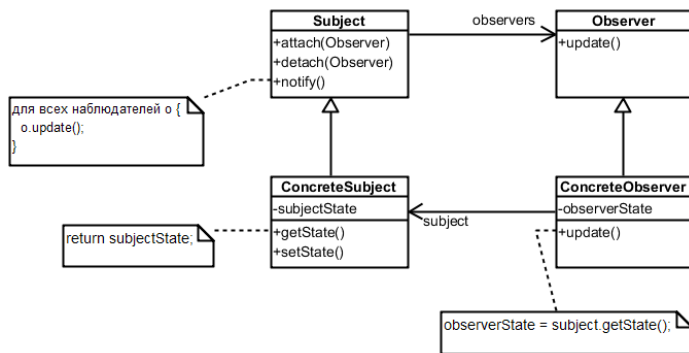 Subject
+attach(Observer)
+detach(Observer)
+notify()
observers
Observer
+update()
для всех наблюдателей o {
o.update();
}
ConcreteSubject
-subjectState
+getState()
+setState()
subject
ConcreteObserver
-observerState
+update()
return subjectState;
observerState = subject.getState();